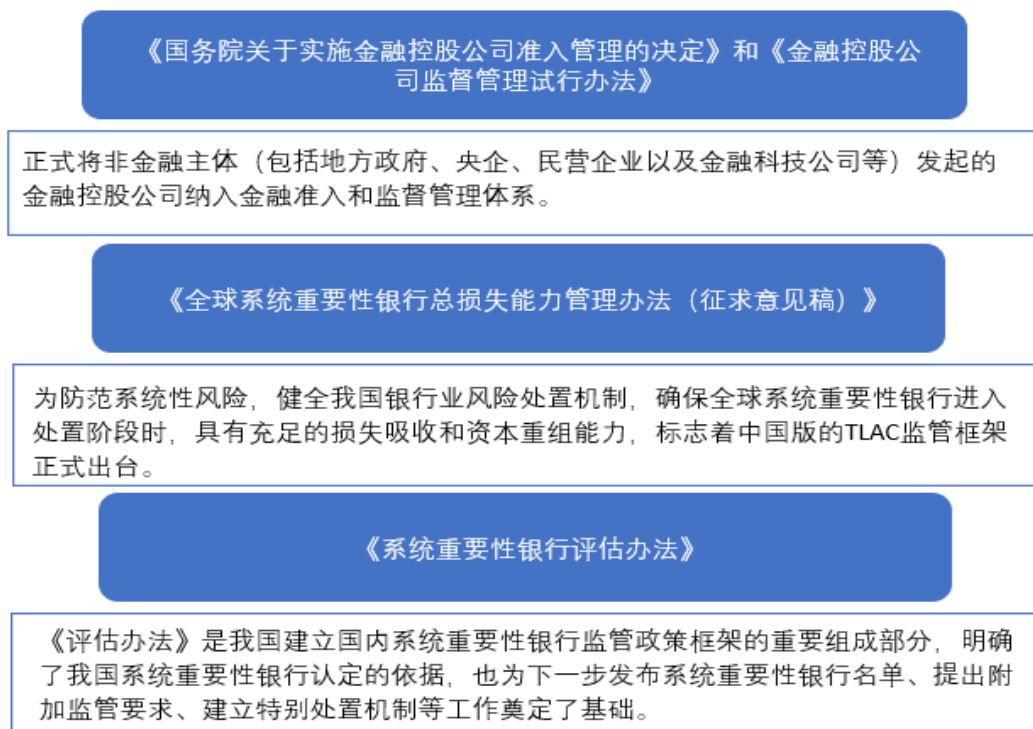 《国务院关于实施金融控股公司准入管理的决定》和《金融控股公
司监督管理试行办法》
正式将非金融主体（包括地方政府、央企、民营企业以及金融科技公司等）发起的
金融控股公司纳入金融准入和监督管理体系。
《全球系统重要性银行总损失能力管理办法（征求意见稿）》
为防范系统性风险，健全我国银行业风险处置机制，确保全球系统重要性银行进入
处置阶段时，具有充足的损失吸收和资本重组能力，标志着中国版的TLAC监管框架
正式出台。
《系统重要性银行评估办法》
《评估办法》是我国建立国内系统重要性银行监管政策框架的重要组成部分，明确
了我国系统重要性银行认定的依据，也为下一步发布系统重要性银行名单、提出附
加监管要求、建立特别处置机制等工作奠定了基础。